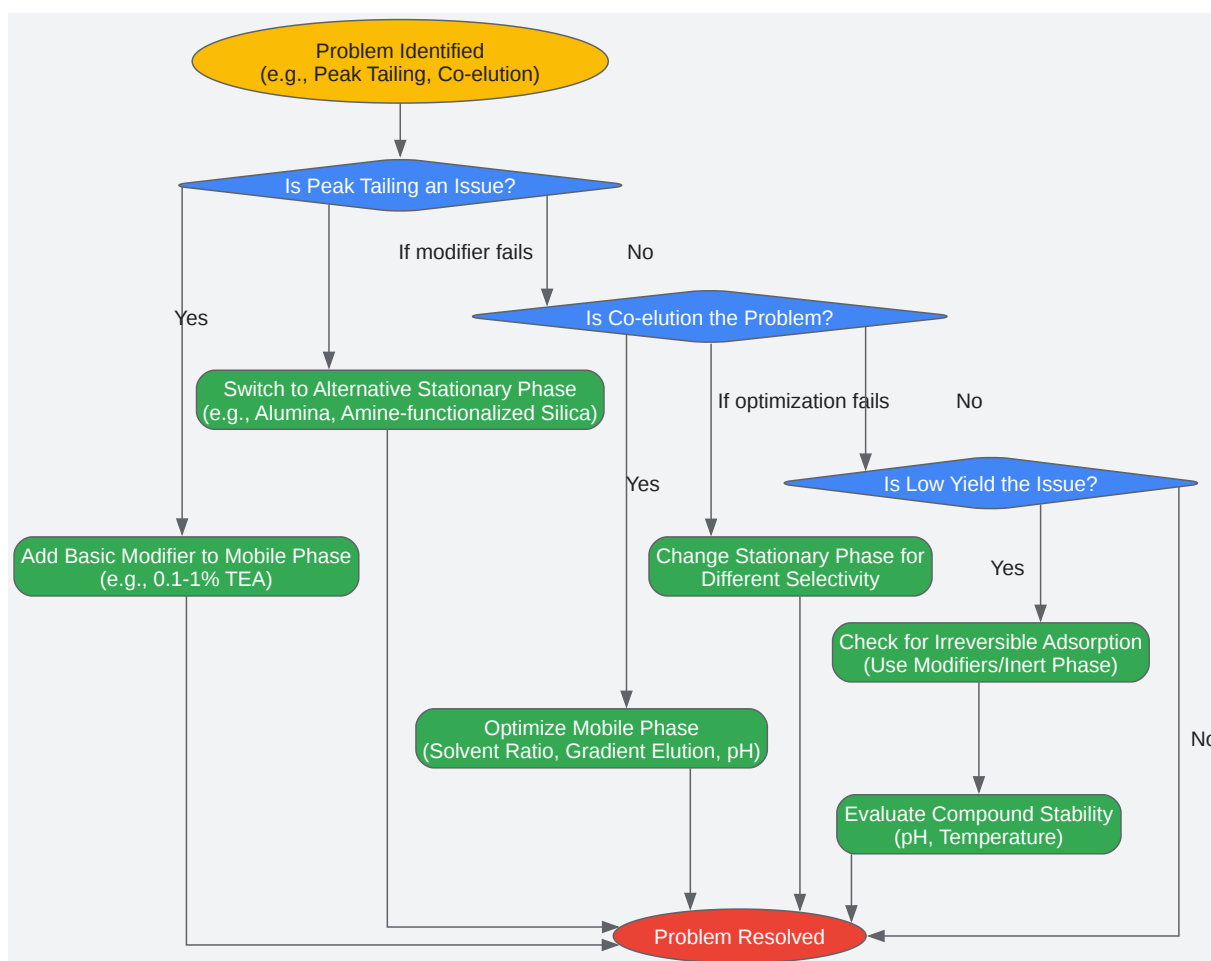 Problem Identified
(e.g., Peak Tailing, Co-elution)
Is Peak Tailing an Issue?
If modifier fails
No
Yes
Is Co-elution the Problem?
Switch to Alternative Stationary Phase
(e.g., Alumina, Amine-functionalized Silica)
If optimization fails
No
Yes
Is Low Yield the Issue?
Add Basic Modifier to Mobile Phase
(e.g., 0.1-1% TEA)
Change Stationary Phase for
Different Selectivity
Yes
Check for Irreversible Adsorption
(Use Modifiers/Inert Phase)
Optimize Mobile Phase
(Solvent Ratio, Gradient Elution, pH)
No
Evaluate Compound Stability
(pH, Temperature)
Problem Resolved